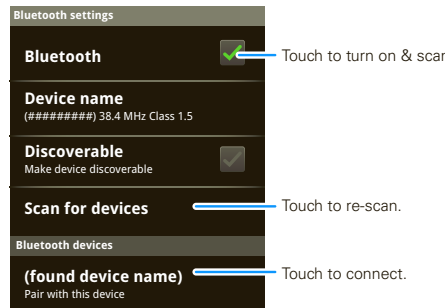 Bluetooth settings
Bluetooth
Touch to turn on & scan
Device name
(#########) 38.4 MHz Class 1.5
Discoverable
Make device discoverable
Scan for devices
Touch to re-scan.
Bluetooth devices
(found device name)
Touch to connect.
Pair with this device